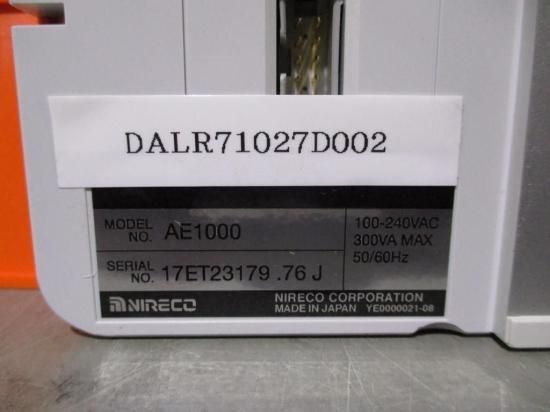 DALR71027D002
MODEL NO. AE1000
100-240VAC
300VA MAX
50/60Hz
SERIAL NO. 17ET23179 .76 J
NIRECO
NIRECO CORPORATION
MADE IN JAPAN YE0000021-08